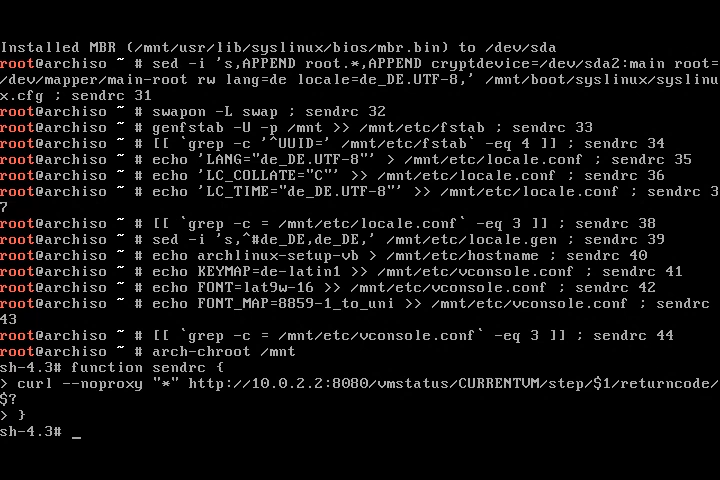 Installed MBR (/mnt/usr/lib/syslinux/bios/mbr.bin) to /dev/sda
root@archiso ~ # sed -i 's,APPEND root.*,APPEND cryptdevice=/dev/sda2:main root=
/dev/mapper/main-root rw lang=de locale=de_DE.UTF-8,' /mnt/boot/syslinux/syslinu
x.cfg ; sendrc 31
root@archiso ~ # swapon -L swap ; sendrc 32
root@archiso ~ # genfstab -U -p /mnt >> /mnt/etc/fstab ; sendrc 33
root@archiso ~ # [[ `grep -c '^UUID=' /mnt/etc/fstab` -eq 4 ]] ; sendrc 34
root@archiso ~ # echo 'LANG="de_DE.UTF-8"' > /mnt/etc/locale.conf ; sendrc 35
root@archiso ~ # echo 'LC_COLLATE="C"' >> /mnt/etc/locale.conf ; sendrc 36
root@archiso ~ # echo 'LC_TIME="de_DE.UTF-8"' >> /mnt/etc/locale.conf ; sendrc 3
7
root@archiso ~ # [[ `grep -c = /mnt/etc/locale.conf` -eq 3 ]] ; sendrc 38
root@archiso ~ # sed -i 's,^#de_DE,de_DE,' /mnt/etc/locale.gen ; sendrc 39
root@archiso ~ # echo archlinux-setup-vb > /mnt/etc/hostname ; sendrc 40
root@archiso ~ # echo KEYMAP=de-latin1 >> /mnt/etc/vconsole.conf ; sendrc 41
root@archiso ~ # echo FONT=lat9w-16 >> /mnt/etc/vconsole.conf ; sendrc 42
root@archiso ~ # echo FONT_MAP=8859-1_to_uni >> /mnt/etc/vconsole.conf ; sendrc 
43
root@archiso ~ # [[ `grep -c = /mnt/etc/vconsole.conf` -eq 3 ]] ; sendrc 44
root@archiso ~ # arch-chroot /mnt
sh-4.3# function sendrc {
> curl --noproxy "*" http://10.0.2.2:8080/vmstatus/CURRENTVM/step/$1/returncode/
$?
> }
sh-4.3# _